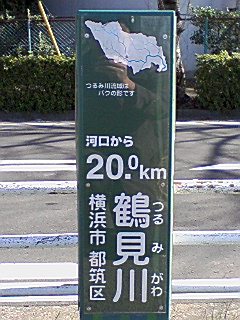 つるみ川流域は
バクの形です
河口から
20.0km
鶴見川
つるみがわ
横浜市 都筑区